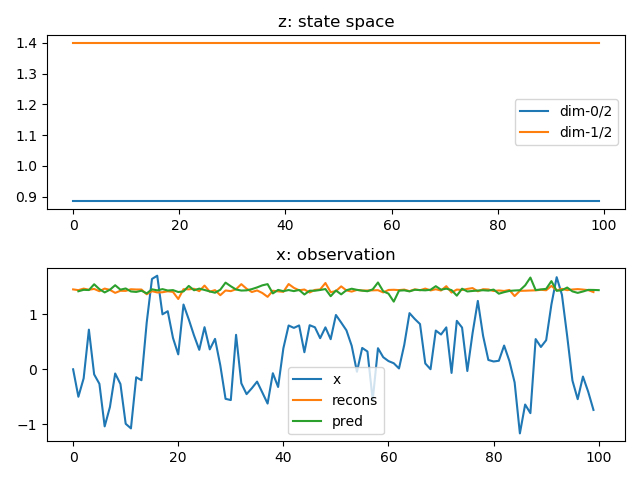 z: state space
1.4
1.3
1.2
1.1
1.0
0.9
dim-0/2
dim-1/2
0 20 40 60 80 100
x: observation
1
0
−1
x
recons
pred
0 20 40 60 80 100